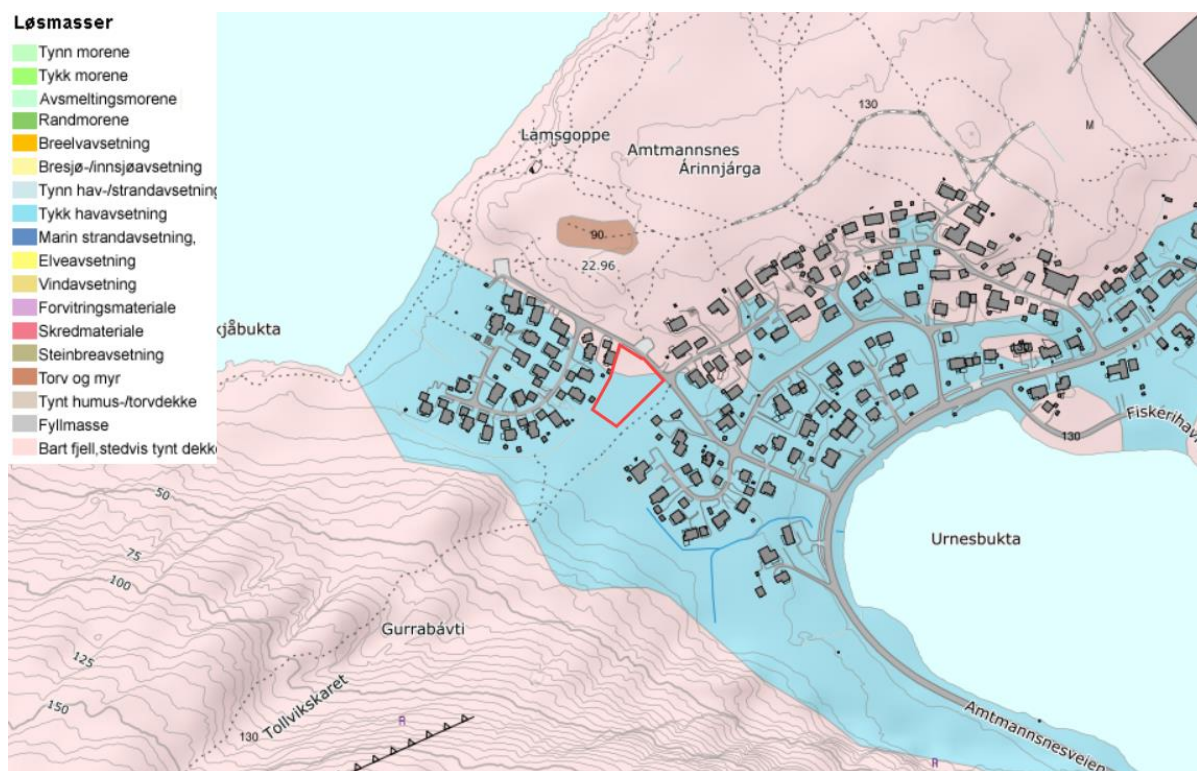 Løsmasser
Tynn morene
Tykk morene
Avsmeltingsmorene
Randmorene
Breelvavsetning
Bresjø-/innsjøavsetning
Tynn hav-/strandavsetning
Tykk havavsetning
Marin strandavsetning,
Elveavsetning
Vindavsetning
Forvitringsmateriale
Skredmateriale
Steinbreavsetning
Torv og myr
Tynt humus-/torvdekke
Fyllmasse
Bart fjell,stedvis tynt dekk
130
M
Làmsgoppe
Amtmannsnes
Árinnjárga
90
22.96
kjåbukta
130
Fiskerihav
50
75
100
Urnesbukta
125
Gurrabávti
150
Tollvikskaret
R
130
Amtmannsnesveien
R